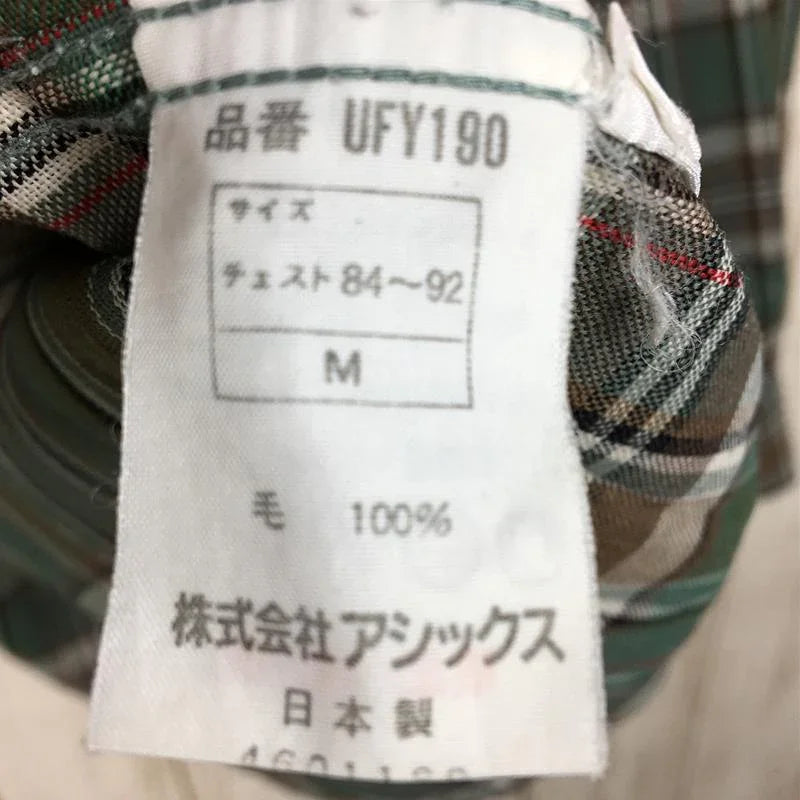 品番 UFY190
サイズ
チェスト 84～92
M
毛 100%
株式会社アシックス
日本製